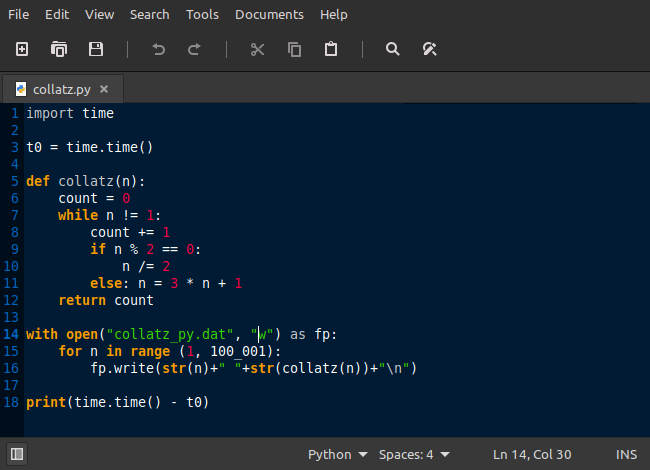 File Edit View Search Tools Documents Help
collatz.py ×
1 import time
2
3 t0 = time.time()
4
5 def collatz(n):
6     count = 0
7     while n != 1:
8         count += 1
9         if n % 2 == 0:
10             n /= 2
11         else: n = 3 * n + 1
12     return count
13
14 with open("collatz_py.dat", "w") as fp:
15     for n in range (1, 100_001):
16         fp.write(str(n)+" "+str(collatz(n))+"\n")
17
18 print(time.time() - t0)
Python Spaces: 4 Ln 14, Col 30 INS